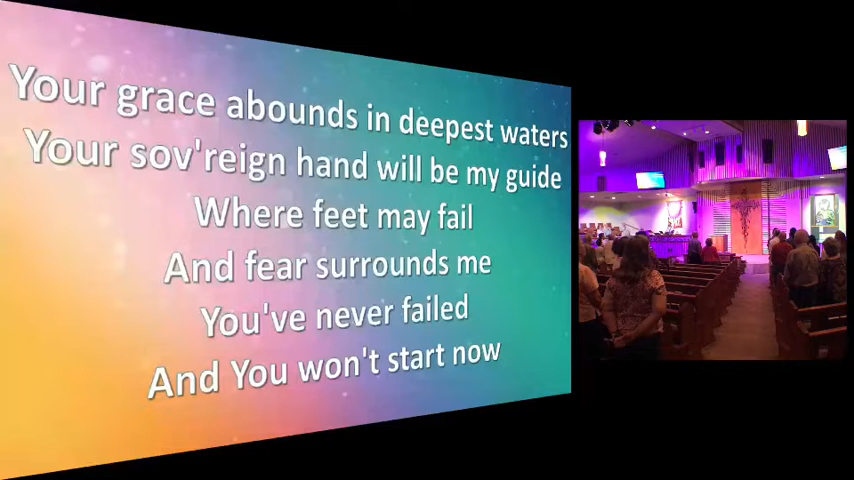 Your grace abounds in deepest waters
Your sov'reign hand will be my guide
Where feet may fail
And fear surrounds me
You've never failed
And You won't start now